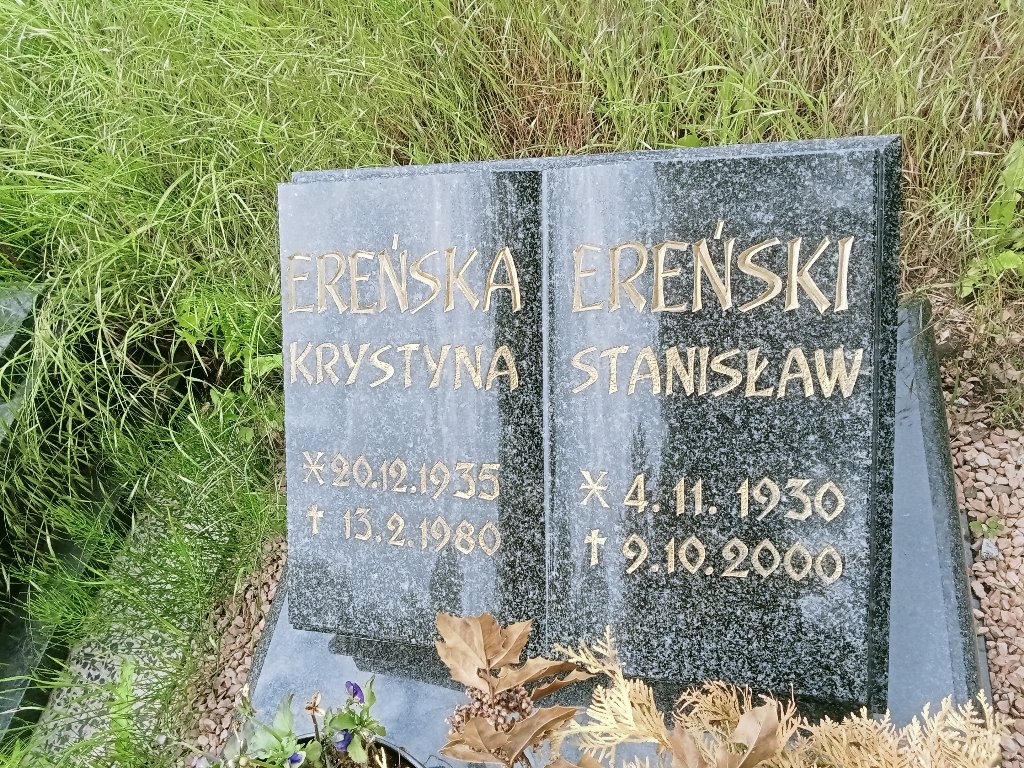 EREŃSKA
KRYSTYNA
* 20.12.1935
† 13.2.1980
EREŃSKI
STANISŁAW
* 4.11.1930
† 9.10.2000